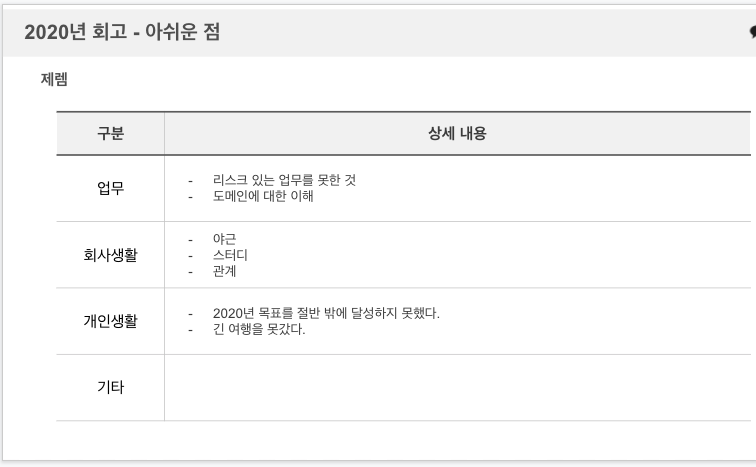 2020년 회고 - 아쉬운 점
제렘
구분 상세 내용
업무
- 리스크 있는 업무를 못한 것
- 도메인에 대한 이해
회사생활
- 야근
- 스터디
- 관계
개인생활
- 2020년 목표를 절반 밖에 달성하지 못했다.
- 긴 여행을 못갔다.
기타